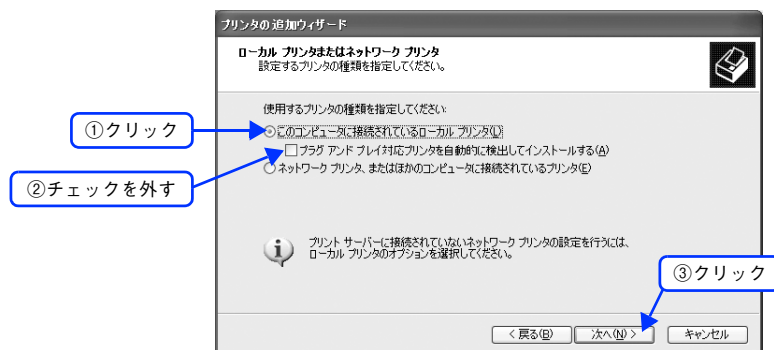 プリンタの追加ウィザード
ローカル プリンタまたはネットワーク プリンタ
設定するプリンタの種類を指定してください。
使用するプリンタの種類を指定してください:
①クリック
このコンピュータに接続されているローカル プリンタ(L)
プラグ アンド プレイ対応プリンタを自動的に検出してインストールする(A)
②チェックを外す
ネットワーク プリンタ、またはほかのコンピュータに接続されているプリンタ(E)
プリント サーバーに接続されていないネットワーク プリンタの設定を行うには、
ローカル プリンタのオプションを選択してください。
③クリック
< 戻る(B)
次へ(N) >
キャンセル